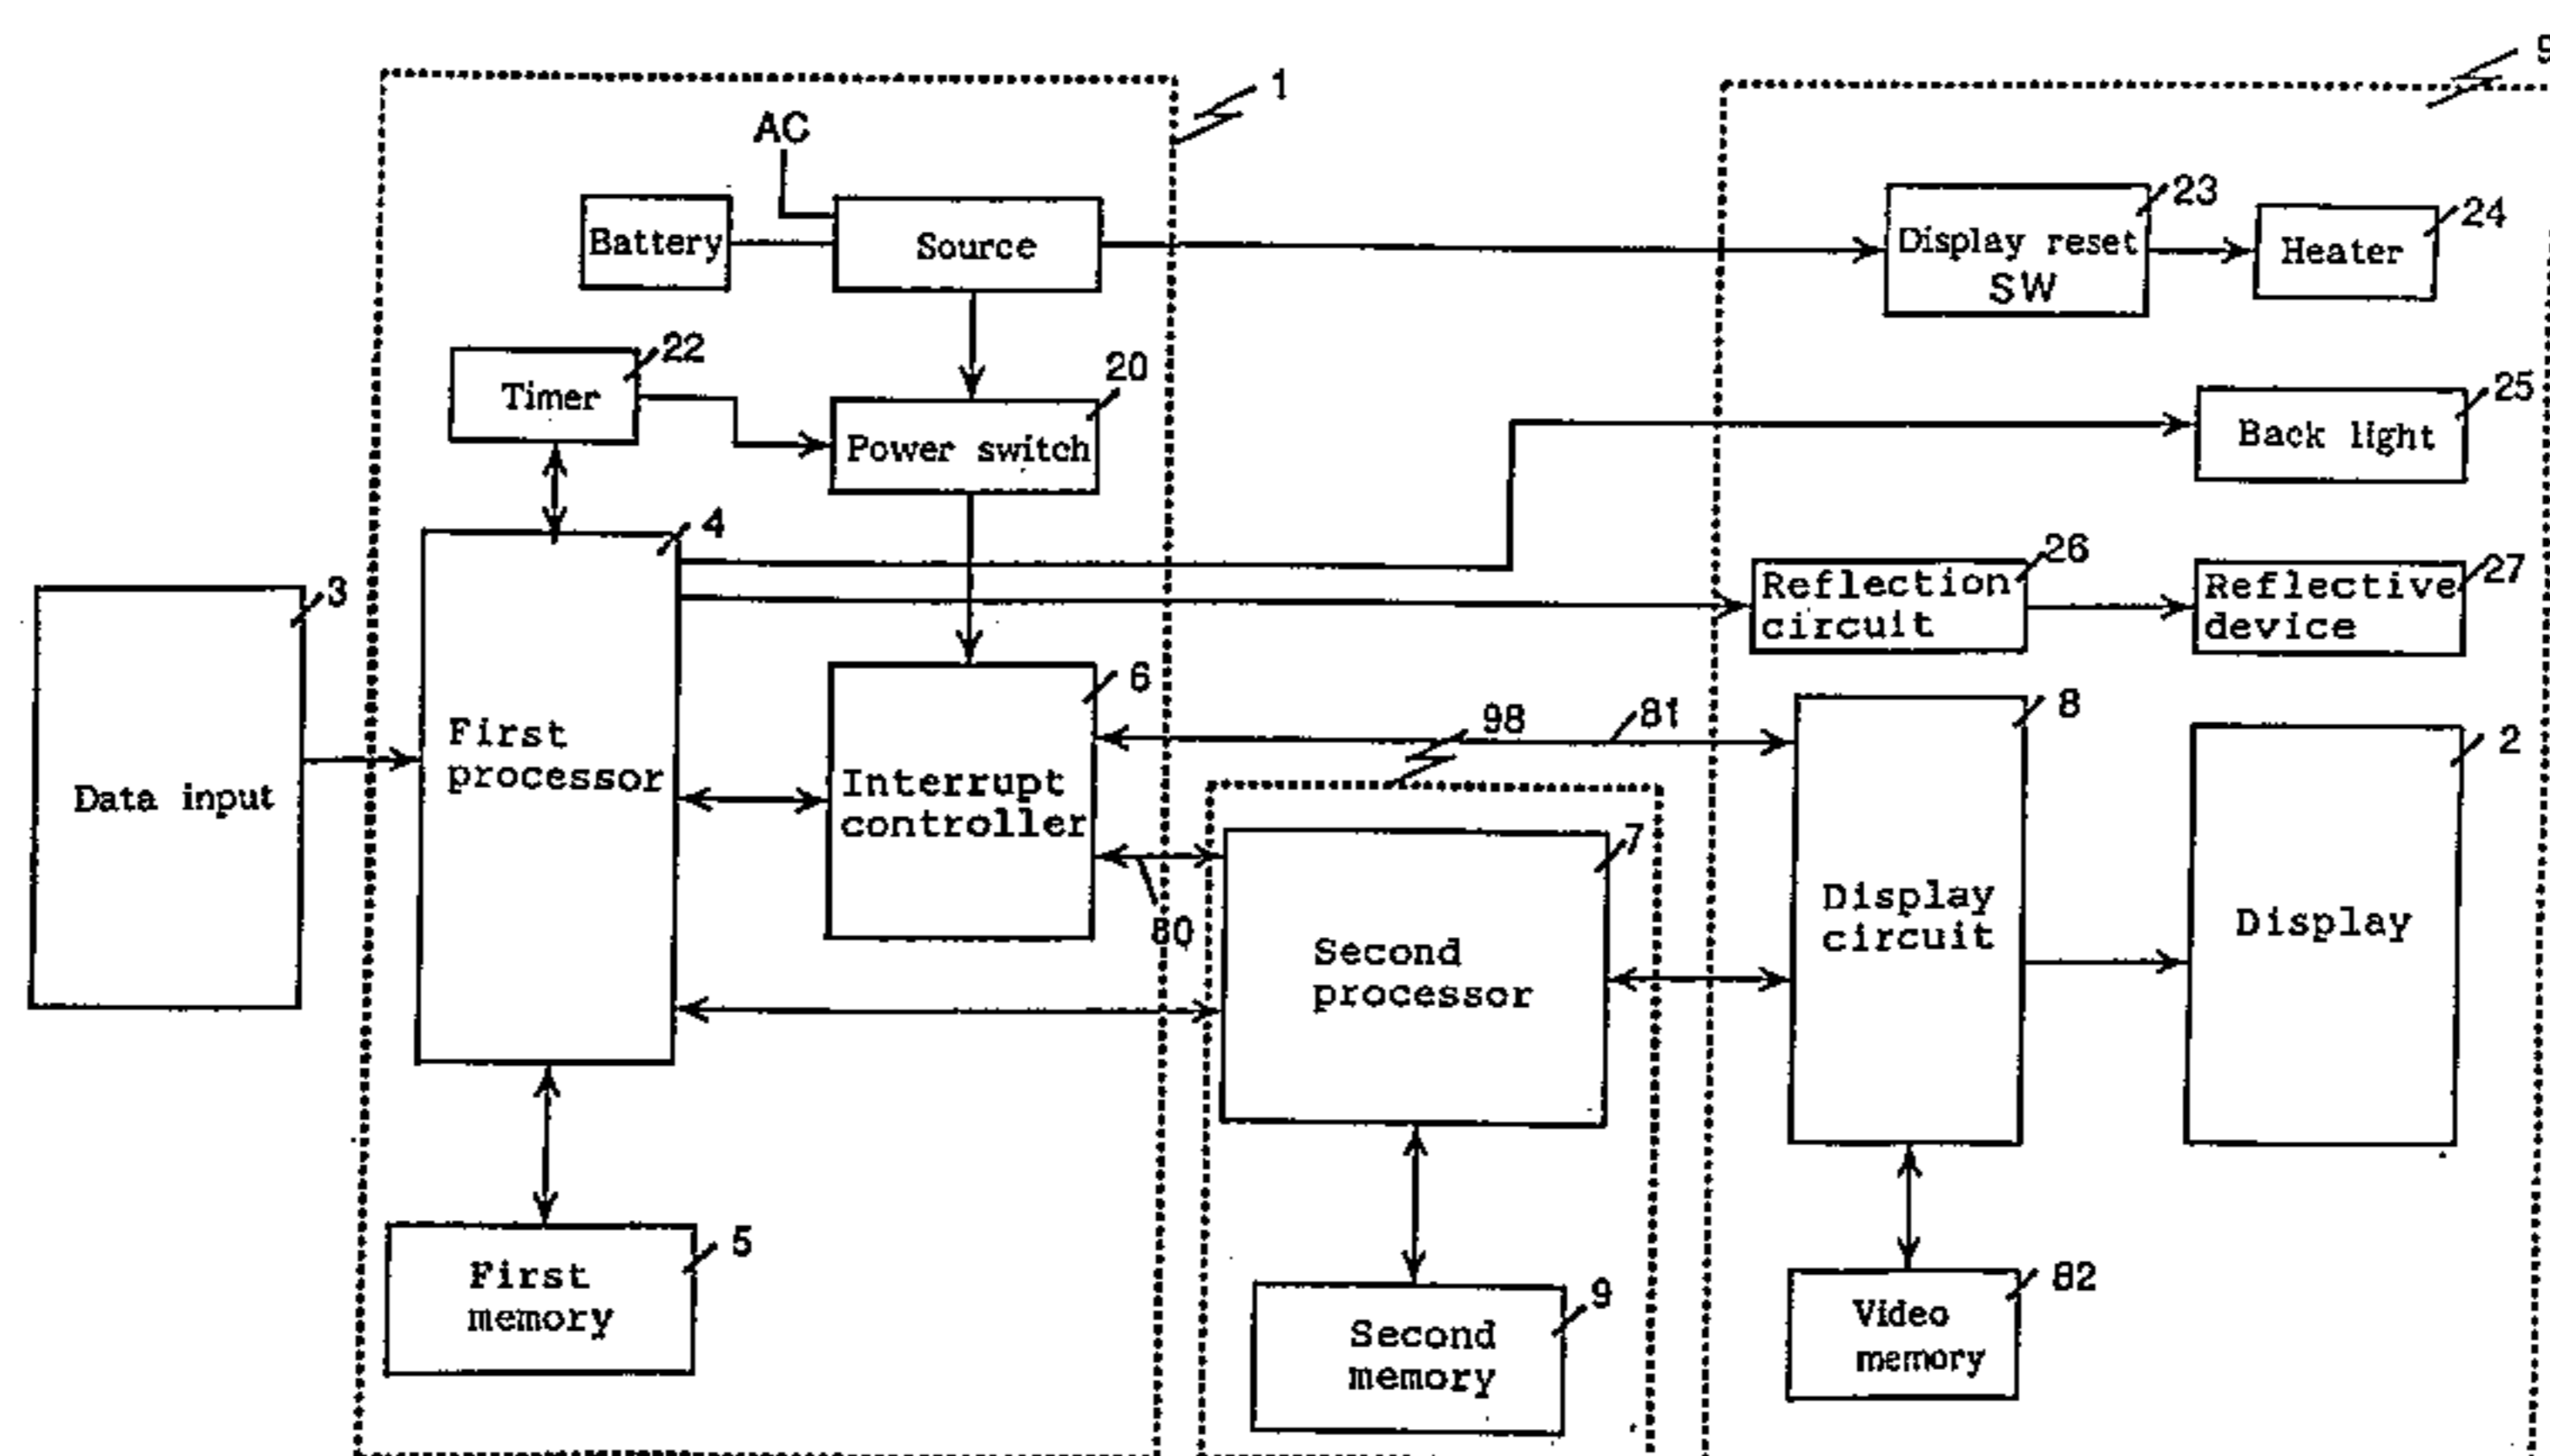 1
9
AC
23
24
Battery
Source
Display reset
SW
Heater
22
20
25
Timer
Power switch
Back light
4
26
27
3
Reflection
circuit
Reflective
device
6
98
81
8
2
First
processor
Data input
Interrupt
controller
7
80
Display
circuit
Display
Second
processor
5
First
memory
9
82
Second
memory
Video
memory